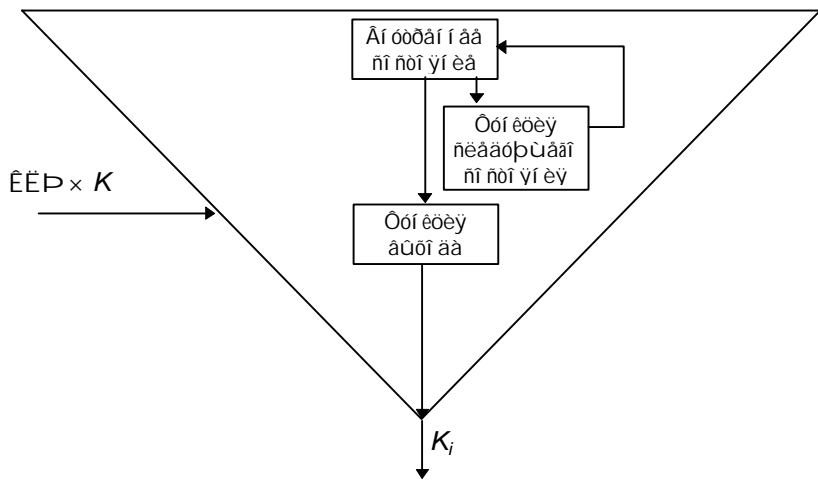 Âí óòðåí í åå
ñî ñòî ÿí èå
Ôóí êöèÿ
ñëåäóþùåãî
ñî ñòî ÿí èÿ
ÊËÞ× K
Ôóí êöèÿ
âûõî äà
Ki